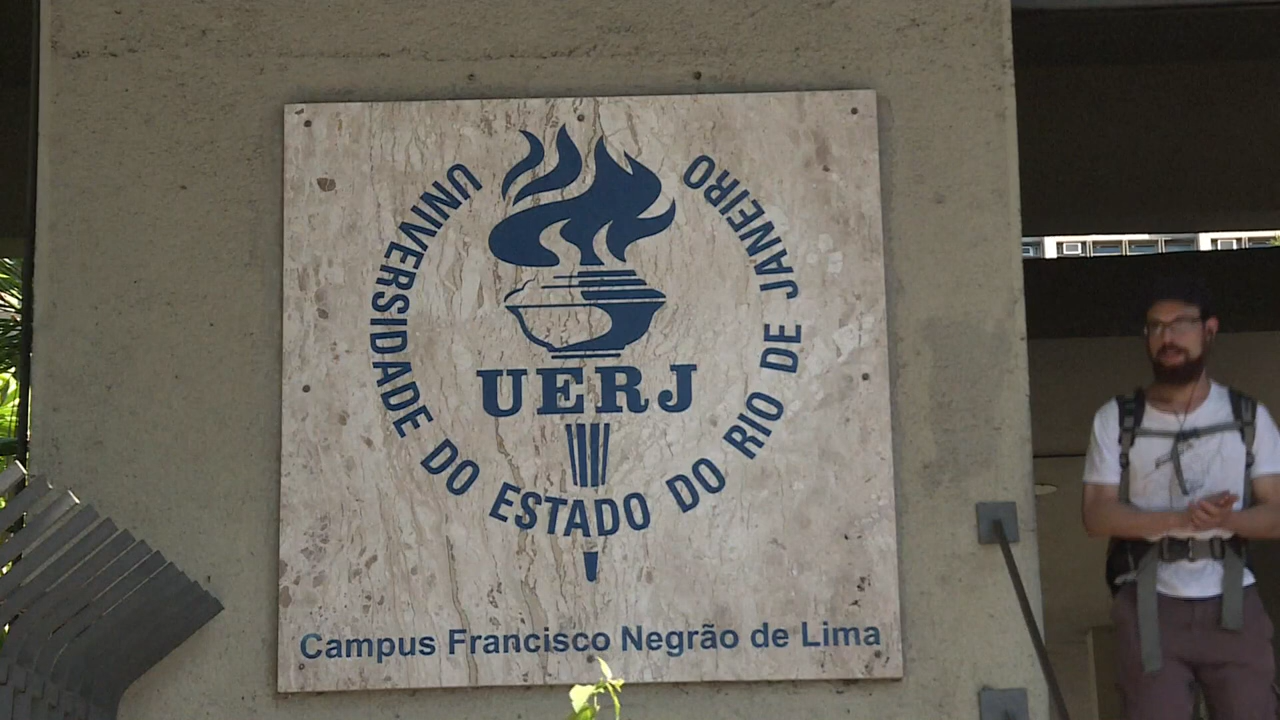 UNIVERSIDADE DO ESTADO DO RIO DE JANEIRO
UERJ
Campus Francisco Negrão de Lima